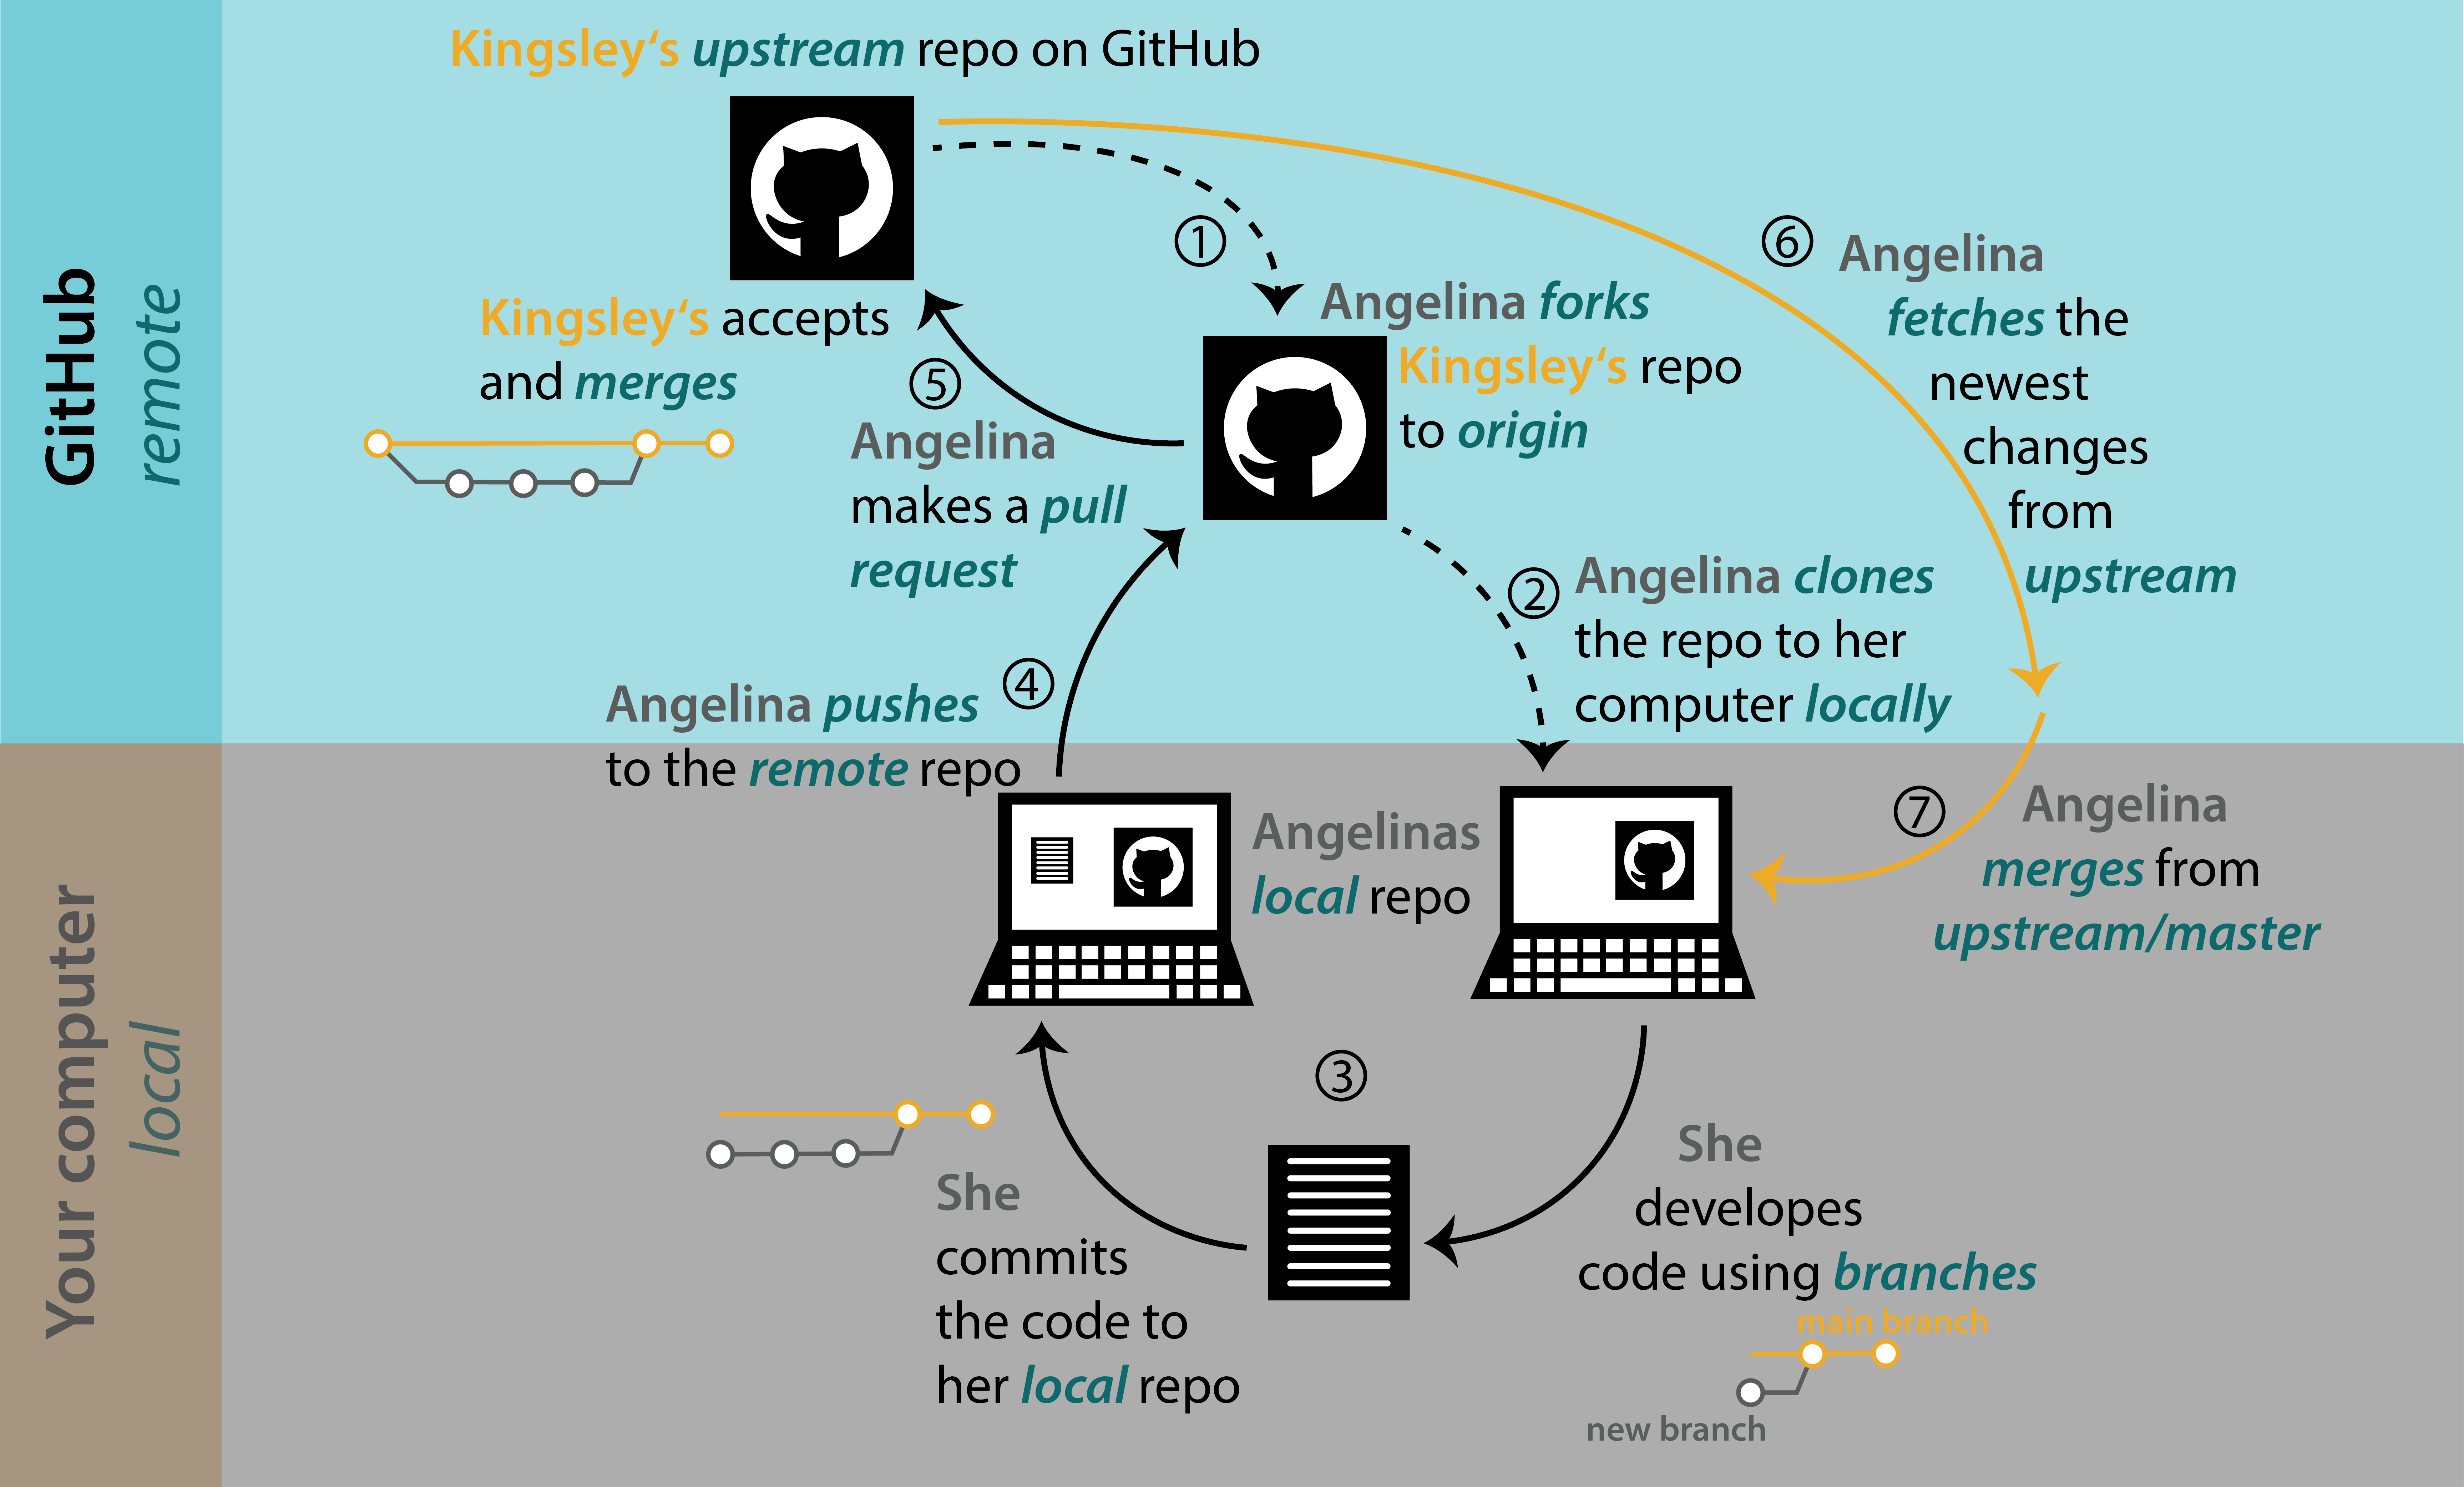 Kingsley‘s upstream repo on GitHub
GitHub
remote
①
⑥
Angelina
fetches the
newest
changes
from
upstream
Angelina forks
Kingsley‘s repo
to origin
Kingsley‘s accepts
and merges
⑤
Angelina
makes a pull
request
②
Angelina clones
the repo to her
computer locally
④
Angelina pushes
to the remote repo
Your computer
local
Angelinas
local repo
⑦
Angelina
merges from
upstream/master
③
She
developes
code using branches
main branch
new branch
She
commits
the code to
her local repo